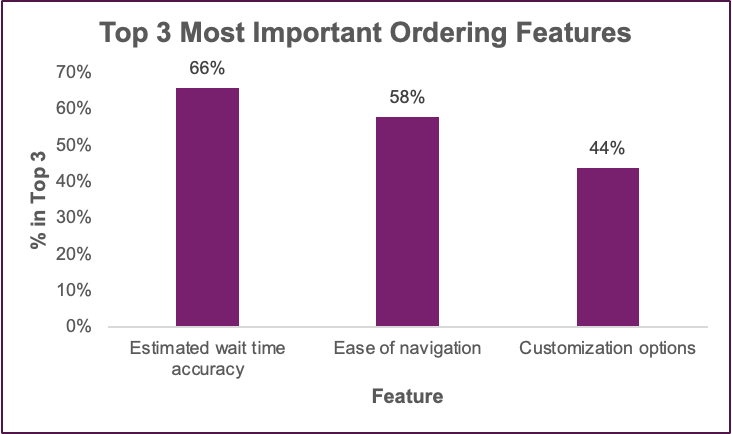 Top 3 Most Important Ordering Features
% in Top 3
70%
60%
50%
40%
30%
20%
10%
0%
66%
58%
44%
Estimated wait time
accuracy
Ease of navigation
Customization options
Feature